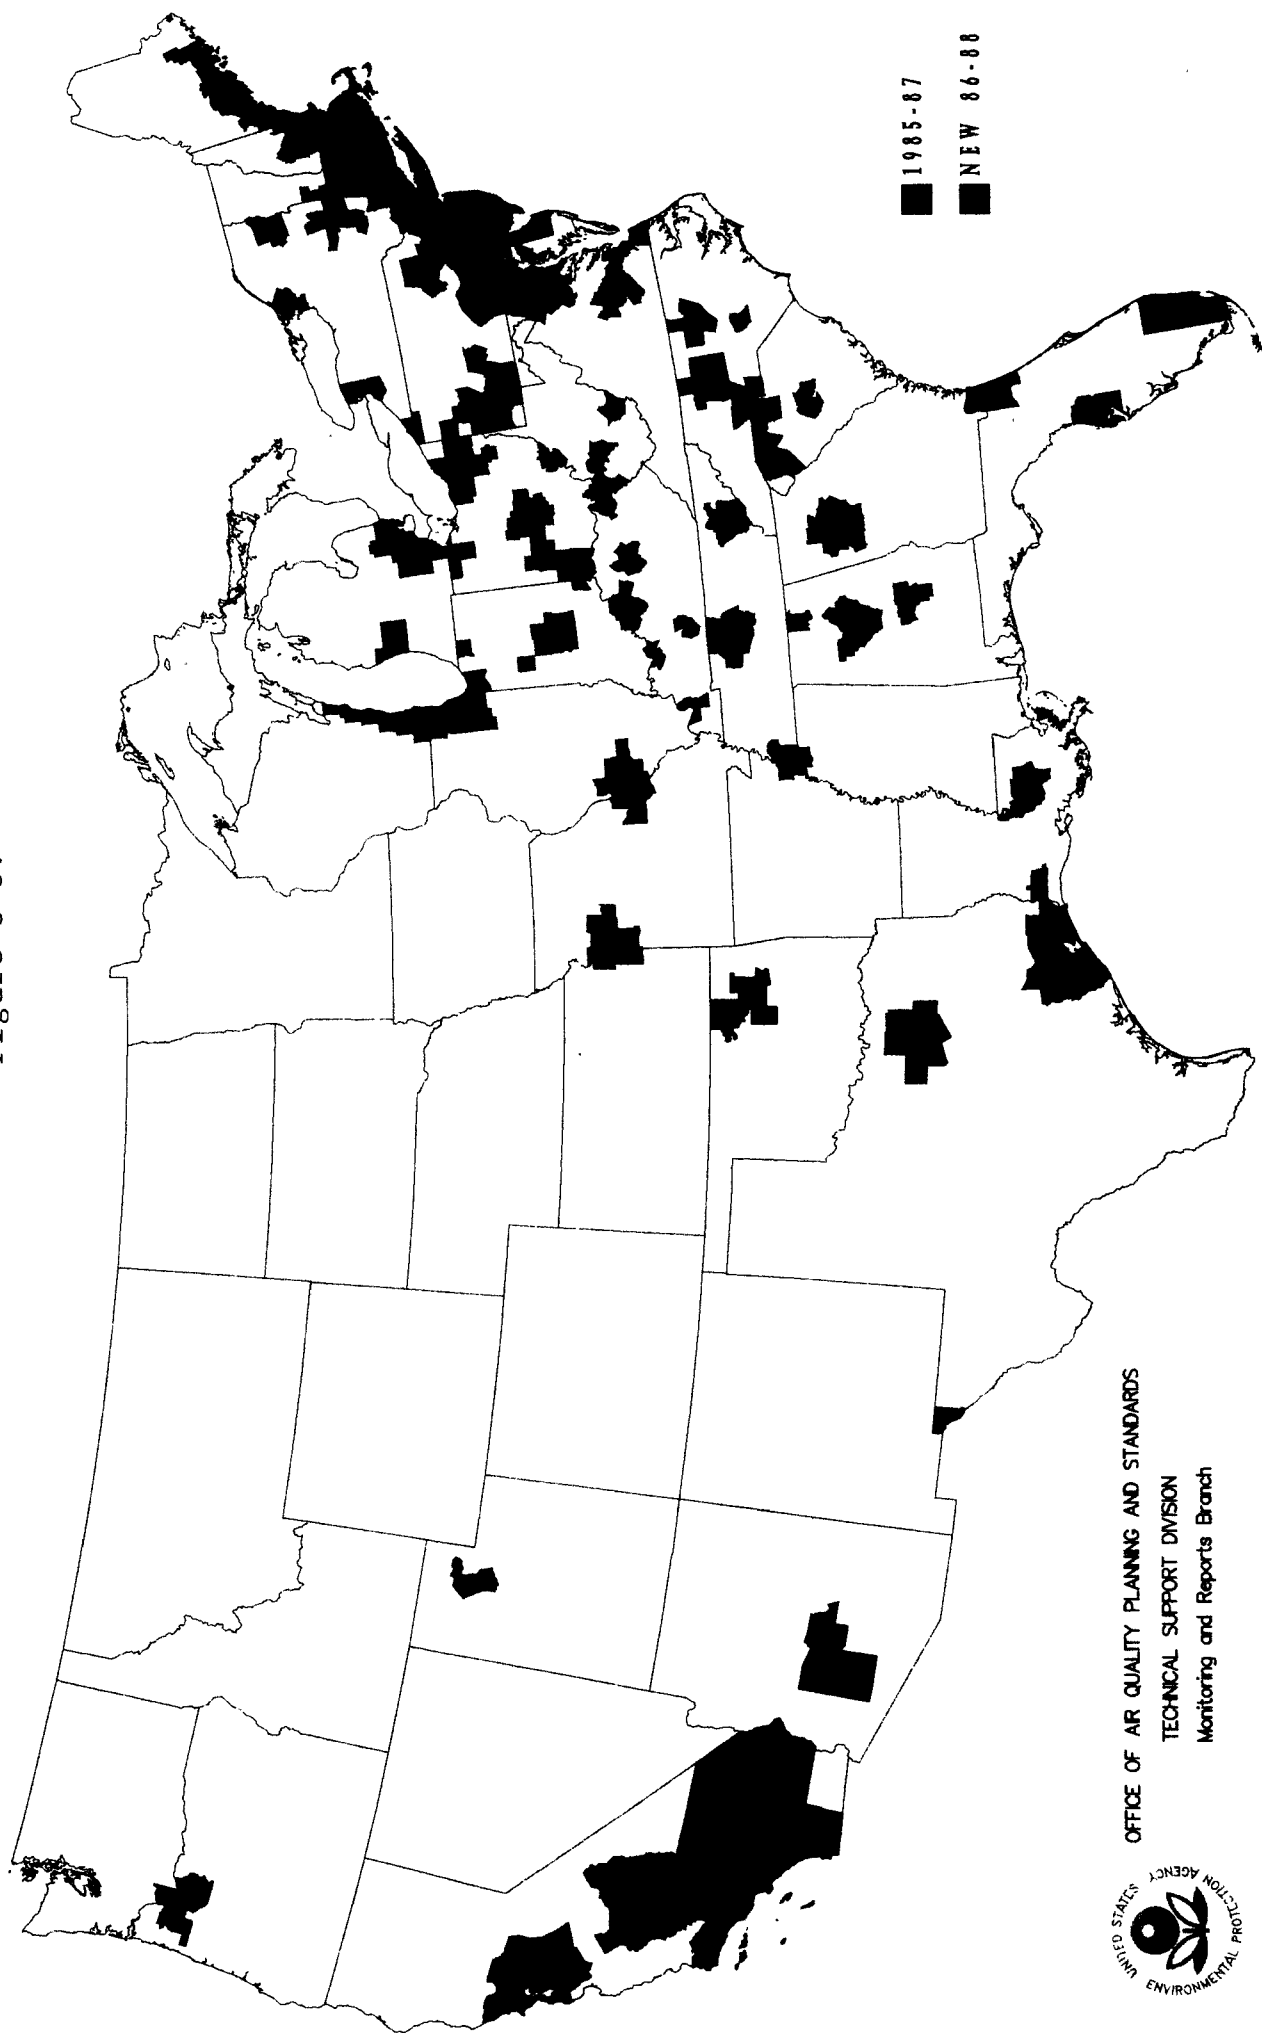 1985-87
NEW 86-88
OFFICE OF AIR QUALITY PLANNING AND STANDARDS
TECHNICAL SUPPORT DIVISION
Monitoring and Reports Branch
UNITED STATES
ENVIRONMENTAL PROTECTION AGENCY